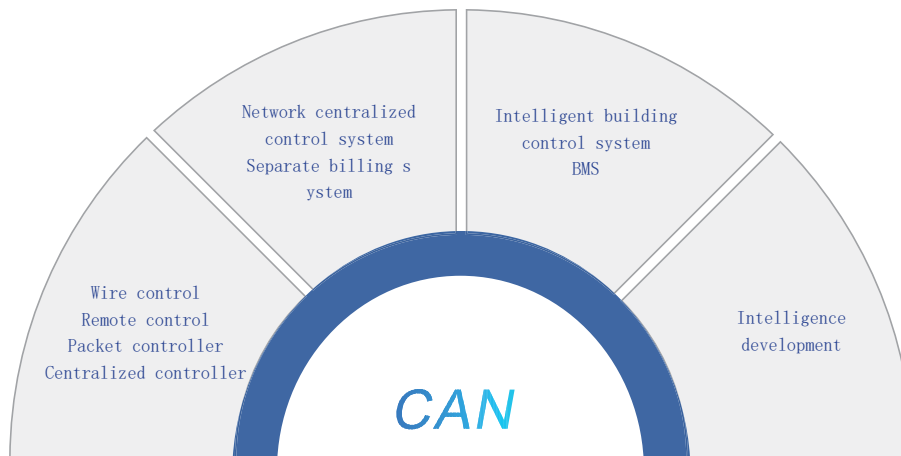 Network centralized
control system
Separate billing s
ystem
Intelligent building
control system
BMS
Wire control
Remote control
Packet controller
Centralized controller
Intelligence
development
CAN